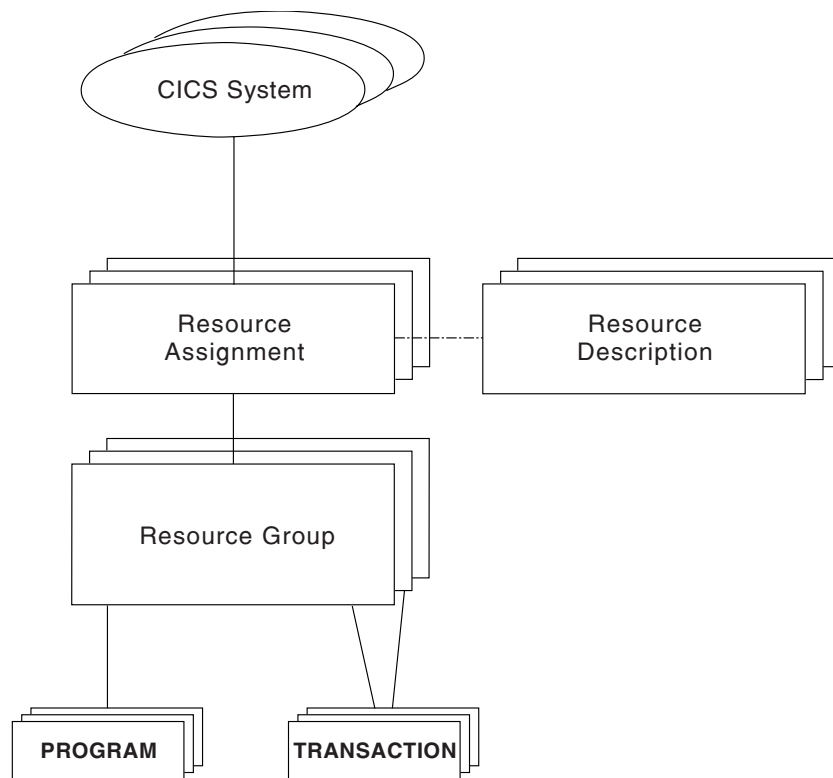 CICS System
Resource
Assignment
Resource
Description
Resource Group
PROGRAM
TRANSACTION